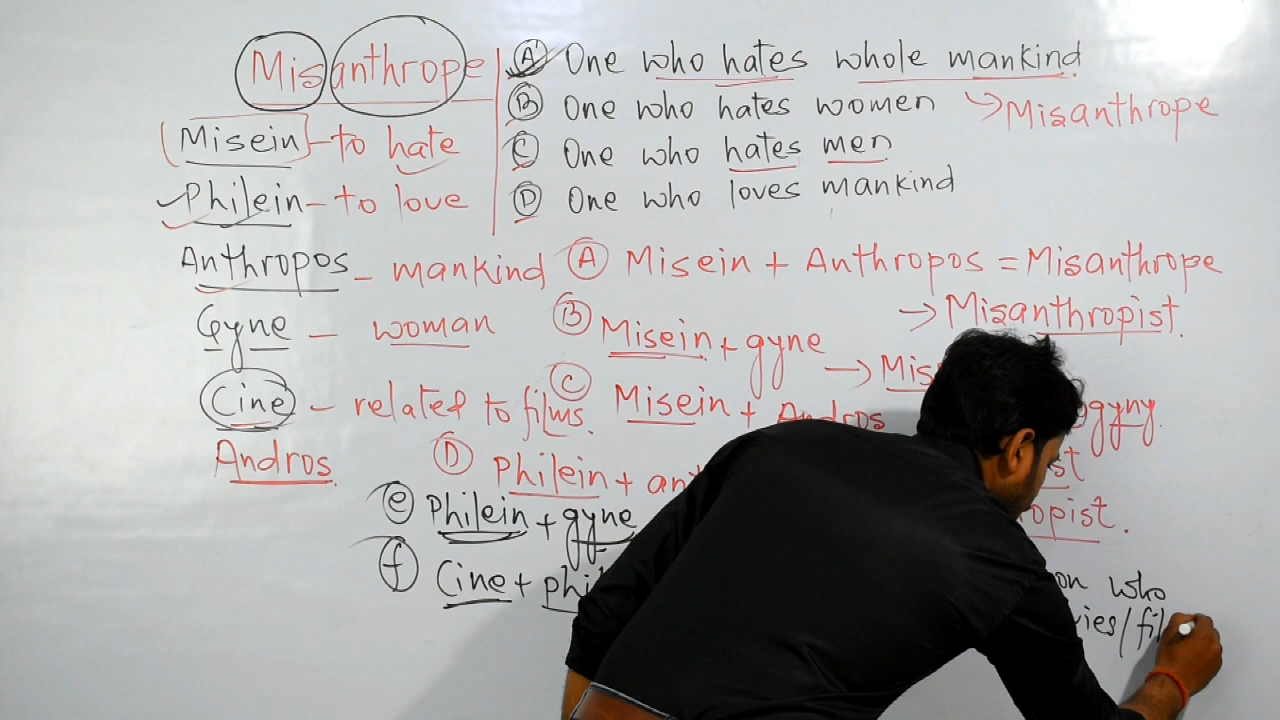 Misanthrope
Misein - to hate
Philein - to love
Anthropos - mankind
Gyne - woman
Cine - related to films.
Andros.
A One who hates whole mankind
→ Misanthrope
B One who hates women
C One who hates men
D One who loves mankind
A Misein + Anthropos = Misanthrope
→ Misanthropist.
B Misein + gyne → Mis
gyny.
C Misein + Andros
st
D Philein + an
opist.
e Philein + gyne
f Cine + phi
on who
ies/fil